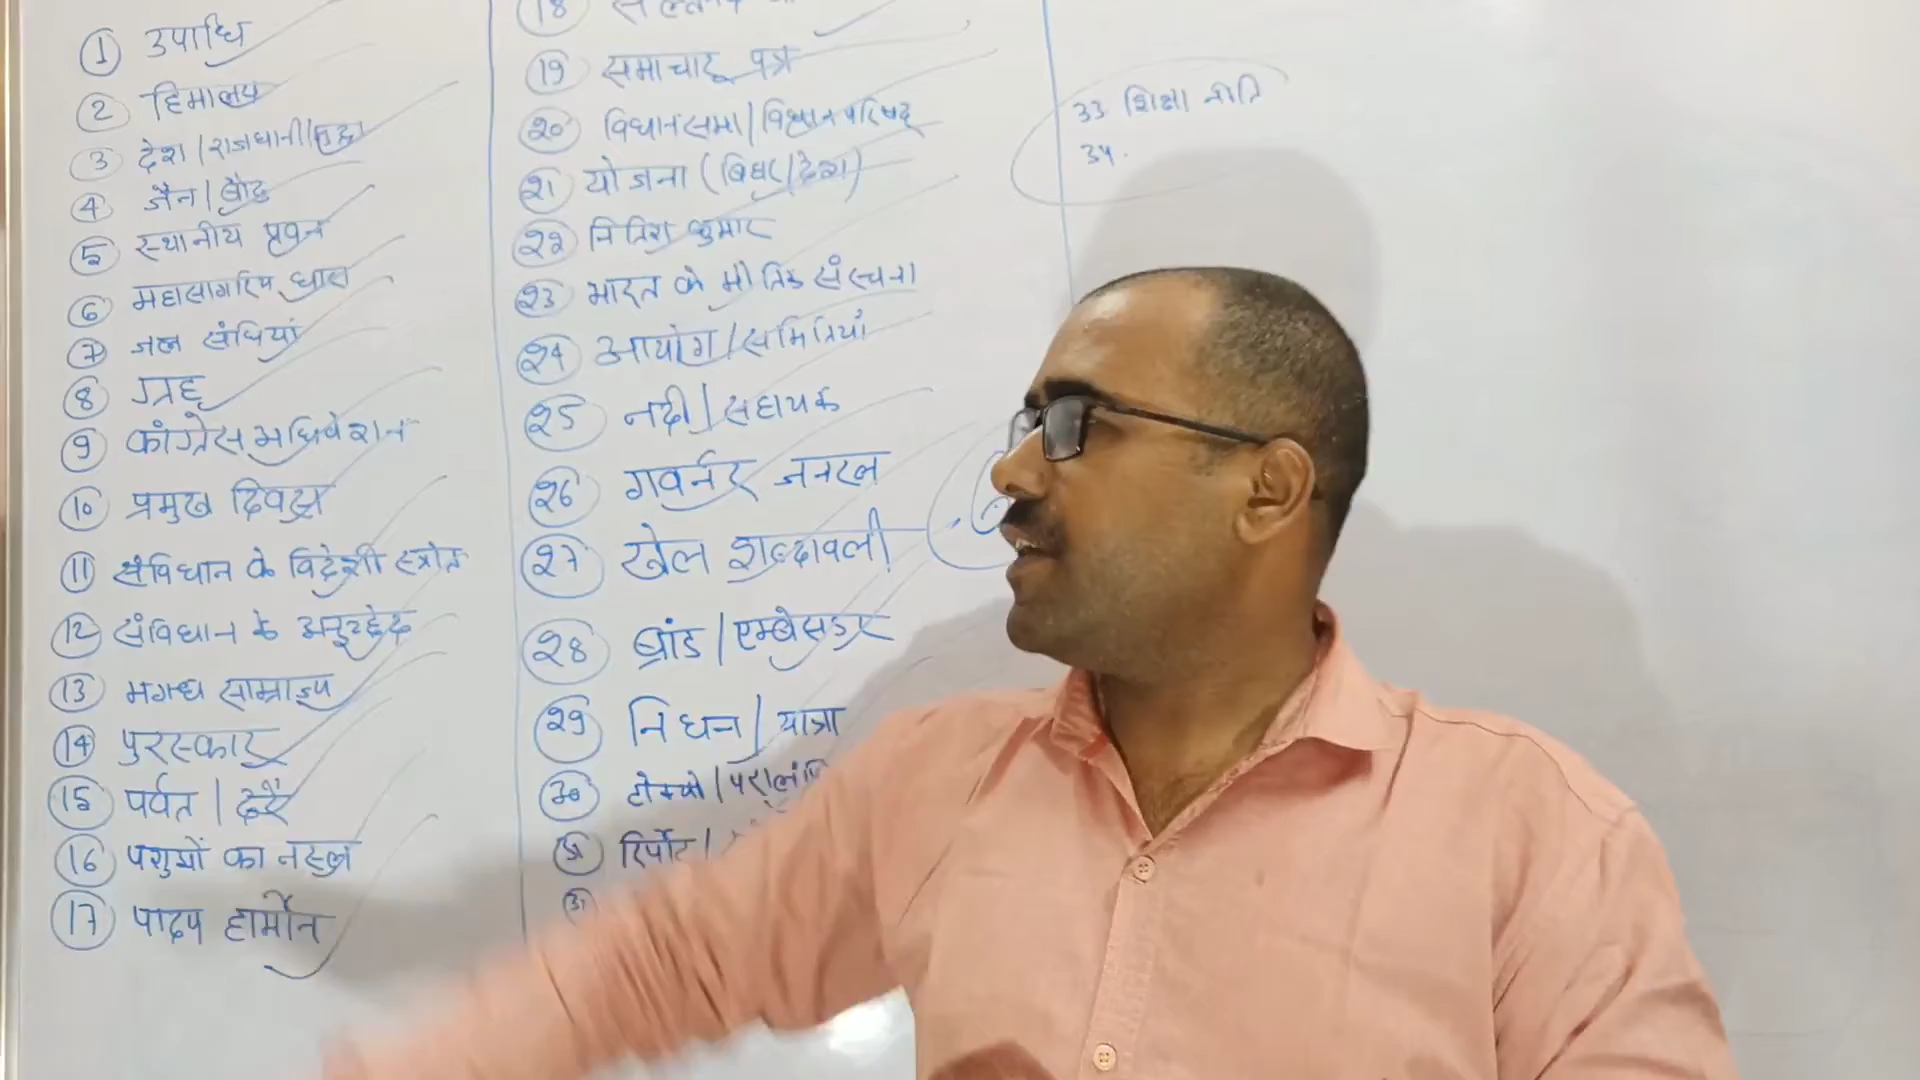 1 उपाधि
2 हिमालय
3 देश / राजधानी / मुद्रा
4 जैन / बौद्ध
5 स्थानीय पवन
6 महासागरीय धारा
7 जल संधियां
8 ग्रह
9 कांग्रेस अधिवेशन
10 प्रमुख दिवस
11 संविधान के विदेशी स्त्रोत
12 संविधान के अनुच्छेद
13 मगध साम्राज्य
14 पुरस्कार
15 पर्वत / दर्रे
16 पशुओं का नस्ल
17 पादप हार्मोन
18
19 समाचार पत्र
20 विधानसभा / विधान परिषद्
21 योजना (बिहार / देश)
22 नितिश कुमार
23 भारत के भौतिक संरचना
24 आयोग / समितियां
25 नदी / सहायक
26 गवर्नर जनरल
27 खेल शब्दावली
28 ब्रांड / एम्बेसडर
29 निधन / यात्रा
30 टोक्यो /
31 रिर्पोट /
33 शिक्षा नीति
34.